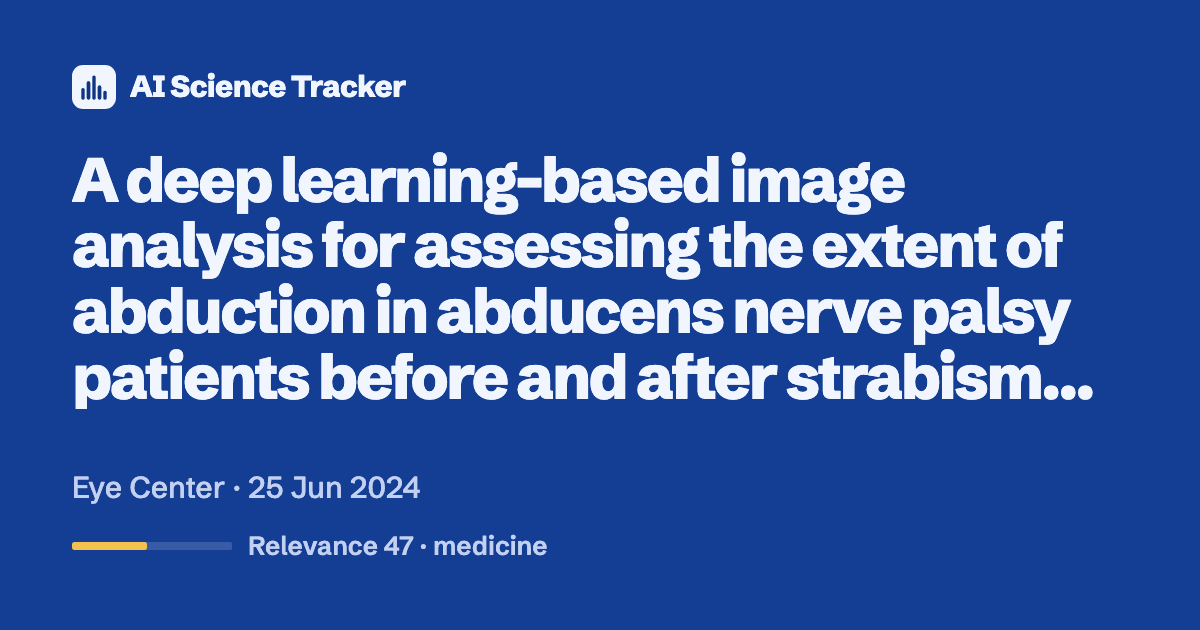 AI Science Tracker
A deep learning-based image
analysis for assessing the extent of
abduction in abducens nerve palsy
patients before and after strabism...
Eye Center · 25 Jun 2024
Relevance 47 · medicine